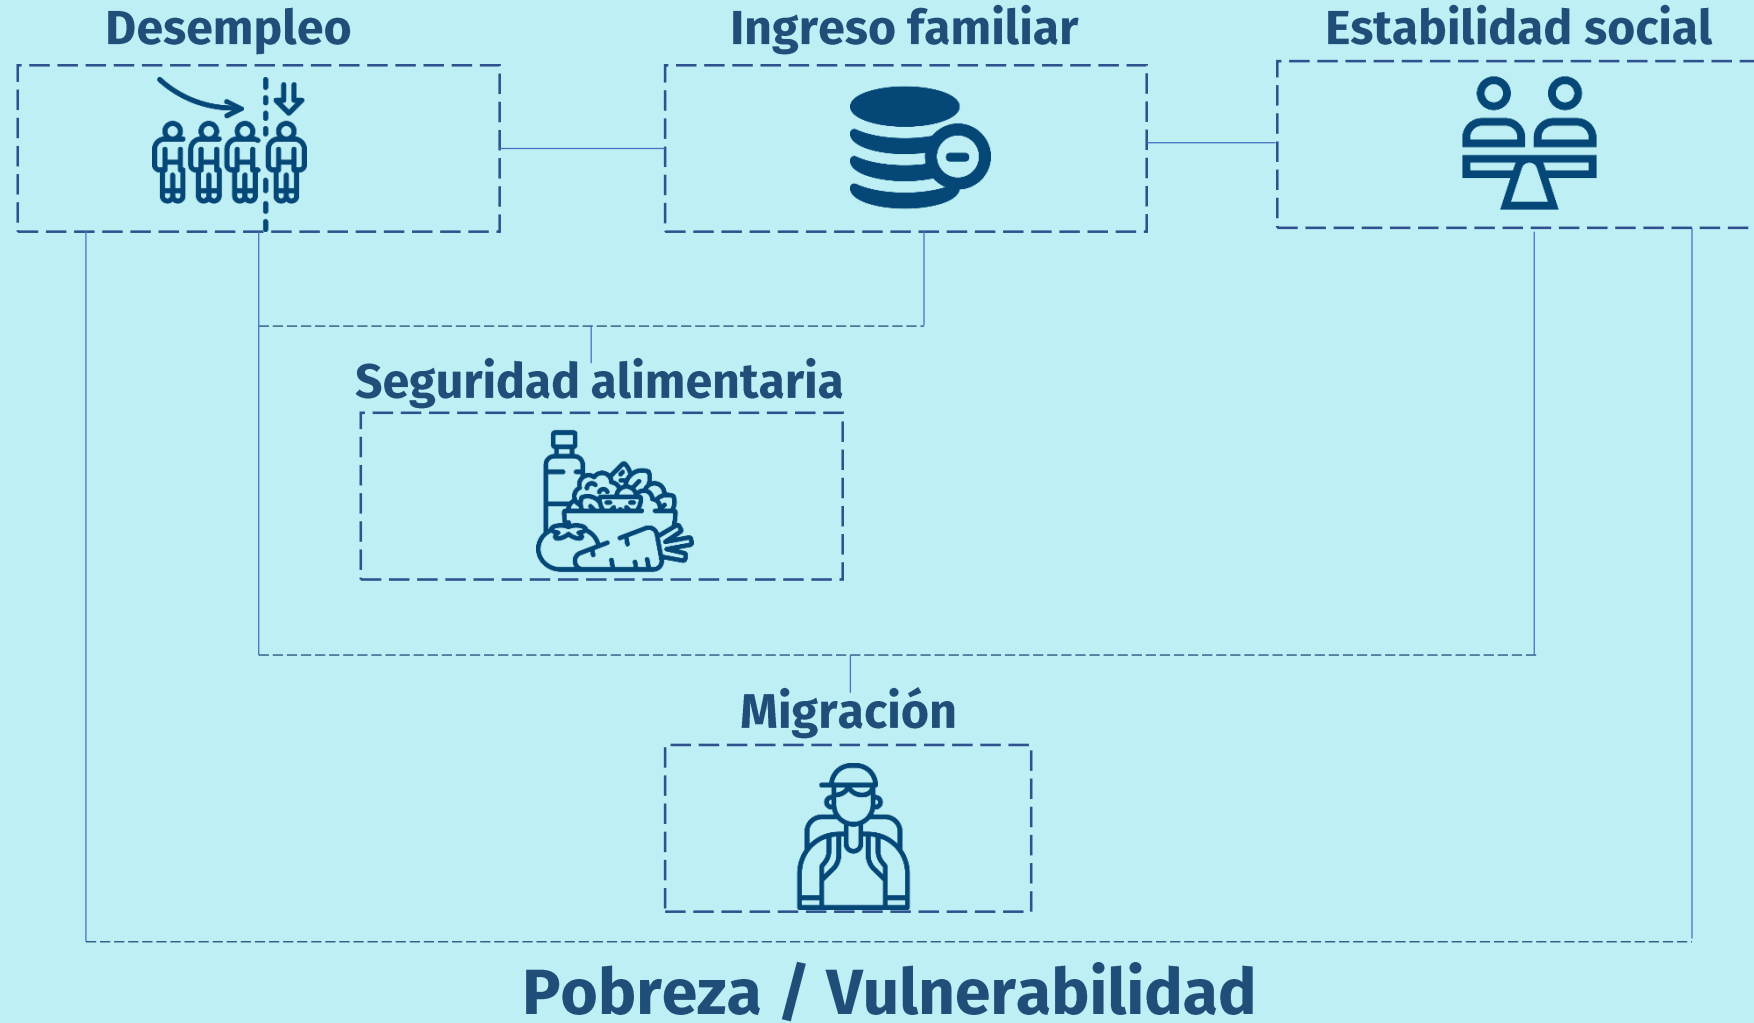 Desempleo
Ingreso familiar
Estabilidad social
Seguridad alimentaria
Migración
Pobreza / Vulnerabilidad